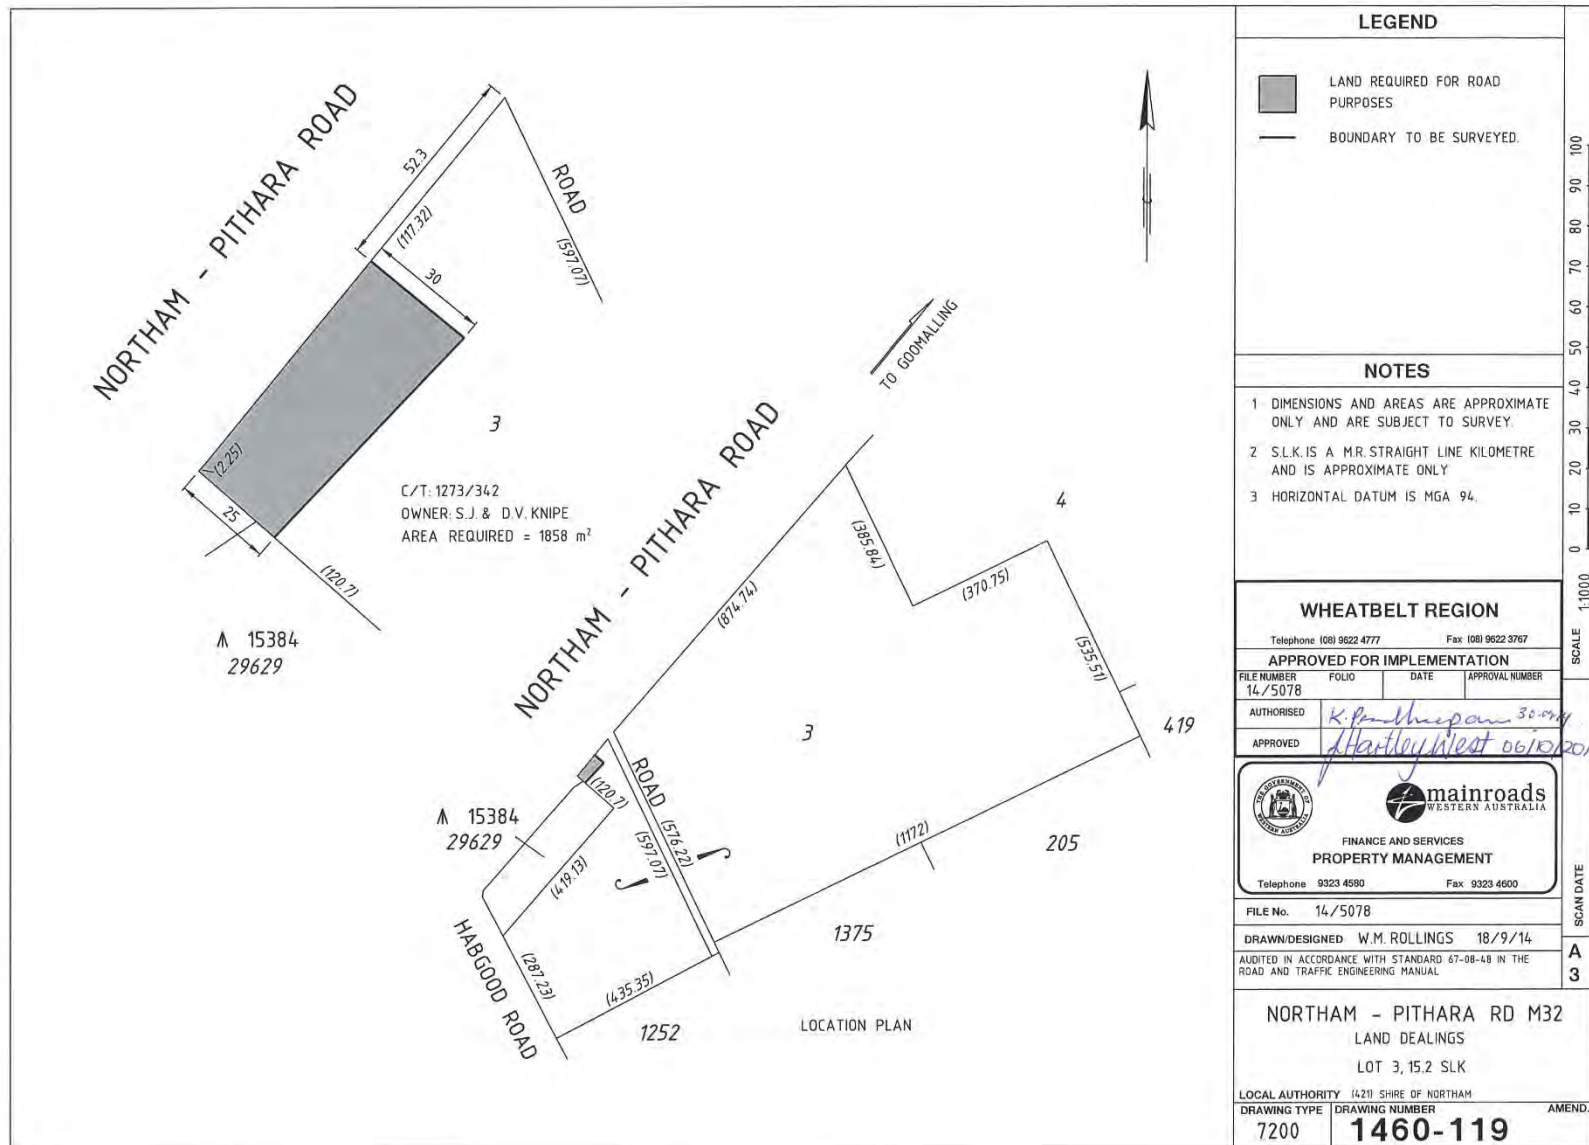 NORTHAM - PITHARA ROAD
52.3
(117.32)
ROAD
(597.07)
30
3
(2.25)
25
(120.7)
C/T: 1273/342
OWNER: S.J. & D.V. KNIPE
AREA REQUIRED = 1858 m²
15384
29629
TO GOOMALLING
NORTHAM - PITHARA ROAD
(874.74)
(385.84)
4
(370.75)
(535.51)
419
3
ROAD
(120.7)
15384
29629
(576.22)
(597.07)
(419.13)
(1172)
205
1375
HABGOOD ROAD
(287.23)
(435.35)
1252
LOCATION PLAN
LEGEND
LAND REQUIRED FOR ROAD
PURPOSES
BOUNDARY TO BE SURVEYED.
NOTES
1 DIMENSIONS AND AREAS ARE APPROXIMATE
ONLY AND ARE SUBJECT TO SURVEY.
2 S.L.K. IS A M.R. STRAIGHT LINE KILOMETRE
AND IS APPROXIMATE ONLY
3 HORIZONTAL DATUM IS MGA 94.
WHEATBELT REGION
Telephone (08) 9622 4777 Fax (08) 9622 3767
APPROVED FOR IMPLEMENTATION
FILE NUMBER FOLIO DATE APPROVAL NUMBER
14/5078
AUTHORISED
APPROVED Hartley West 06/10/20
THE GOVERNMENT OF WESTERN AUSTRALIA
mainroads
WESTERN AUSTRALIA
FINANCE AND SERVICES
PROPERTY MANAGEMENT
Telephone 9323 4580 Fax 9323 4600
FILE No. 14/5078
DRAWN/DESIGNED W.M. ROLLINGS 18/9/14
AUDITED IN ACCORDANCE WITH STANDARD 67-08-48 IN THE
ROAD AND TRAFFIC ENGINEERING MANUAL
NORTHAM - PITHARA RD M32
LAND DEALINGS
LOT 3, 15.2 SLK
LOCAL AUTHORITY (421) SHIRE OF NORTHAM
DRAWING TYPE DRAWING NUMBER AMEND.
7200 1460-119
100
90
80
70
60
50
40
30
20
10
0
SCALE 1:1000
SCAN DATE
A
3